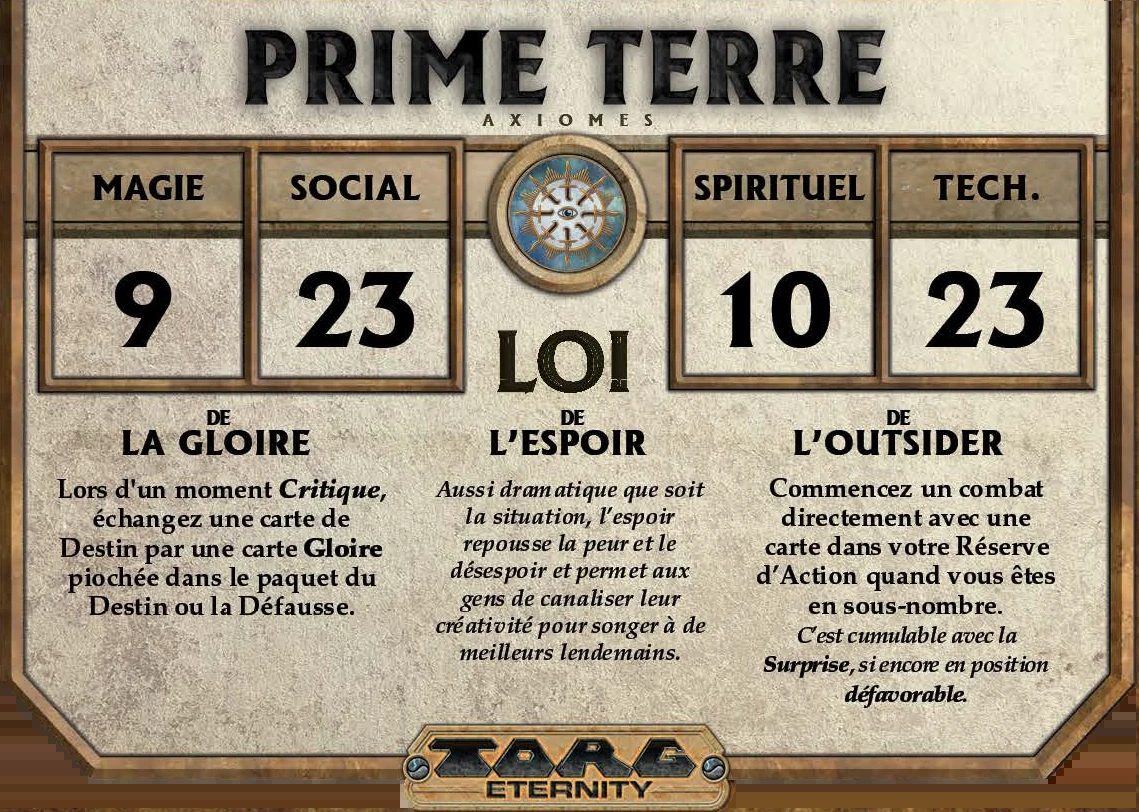 PRIME TERRE
AXIOMES
MAGIE
SOCIAL
SPIRITUEL
TECH.
9
23
10
23
LOI
DE
LA GLOIRE
Lors d'un moment Critique,
échangez une carte de
Destin par une carte Gloire
piochée dans le paquet du
Destin ou la Défausse.
DE
L'ESPOIR
Aussi dramatique que soit
la situation, l'espoir
repousse la peur et le
désespoir et permet aux
gens de canaliser leur
créativité pour songer à de
meilleurs lendemains.
DE
L'OUTSIDER
Commencez un combat
directement avec une
carte dans votre Réserve
d'Action quand vous êtes
en sous-nombre.
C'est cumulable avec la
Surprise, si encore en position
défavorable.
TORG
ETERNITY